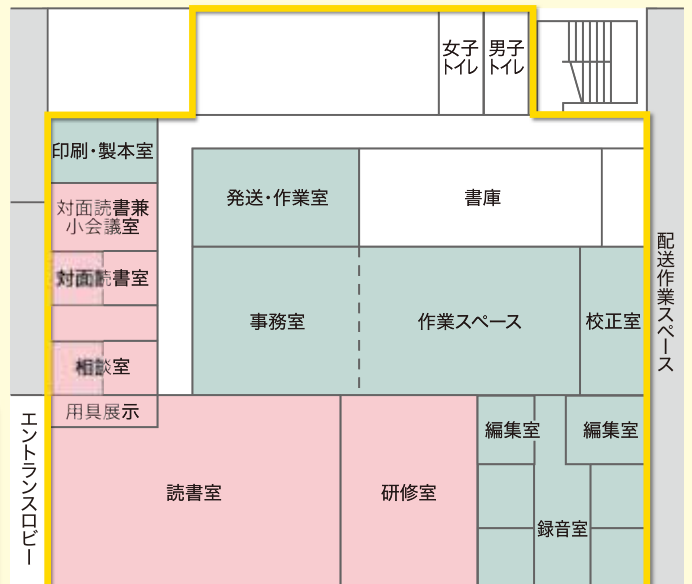 女子
トイレ
男子
トイレ
印刷・製本室
発送・作業室
書庫
対面読書兼
小会議室
配送作業スペース
対面読書室
事務室
作業スペース
校正室
相談室
用具展示
エントランスロビー
編集室
編集室
読書室
研修室
録音室